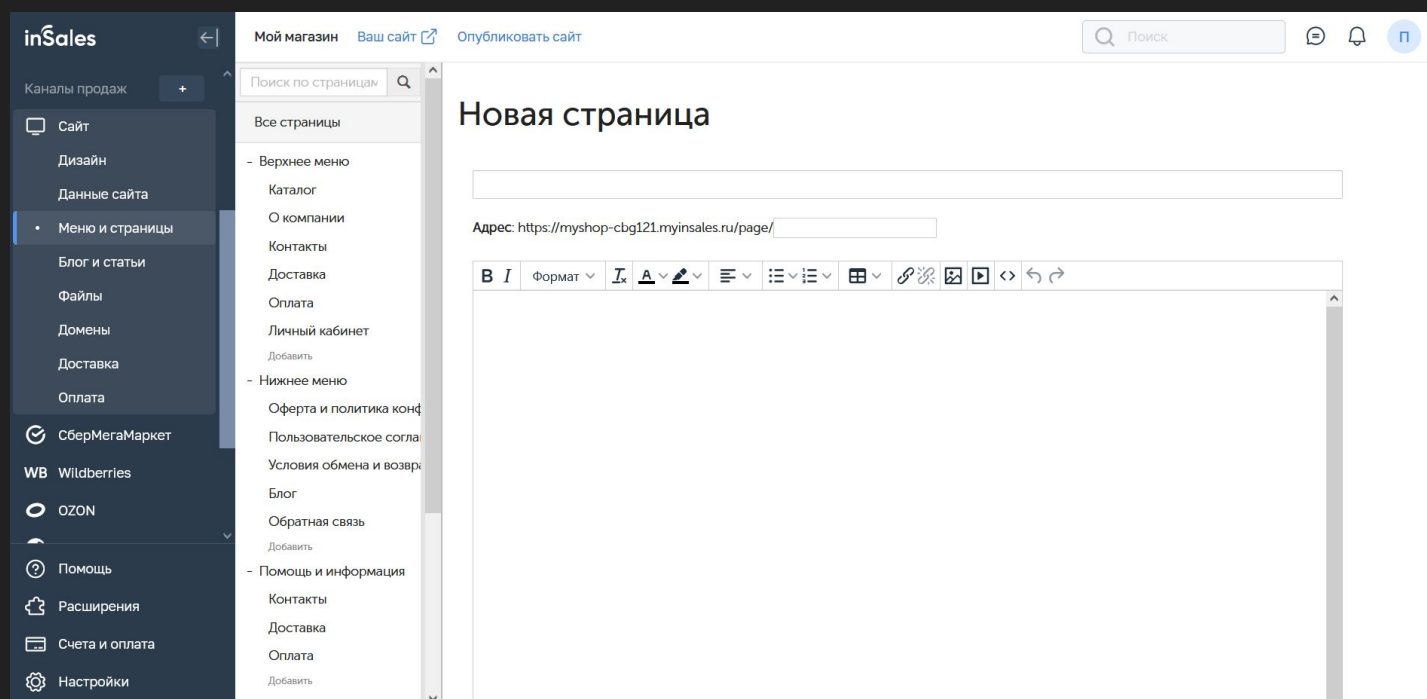 inSales
Мой магазин Ваш сайт Опубликовать сайт
Поиск
П
Каналы продаж +
Сайт
Дизайн
Данные сайта
Меню и страницы
Блог и статьи
Файлы
Домены
Доставка
Оплата
СберМегаМаркет
WB Wildberries
OZON
Помощь
Расширения
Счета и оплата
Настройки
Поиск по страницам
Все страницы
- Верхнее меню
Каталог
О компании
Контакты
Доставка
Оплата
Личный кабинет
Добавить
- Нижнее меню
Оферта и политика конф
Пользовательское согла
Условия обмена и возвра
Блог
Обратная связь
Добавить
- Помощь и информация
Контакты
Доставка
Оплата
Добавить
Новая страница
Адрес: https://myshop-cbg121.myinsales.ru/page/
B I Формат